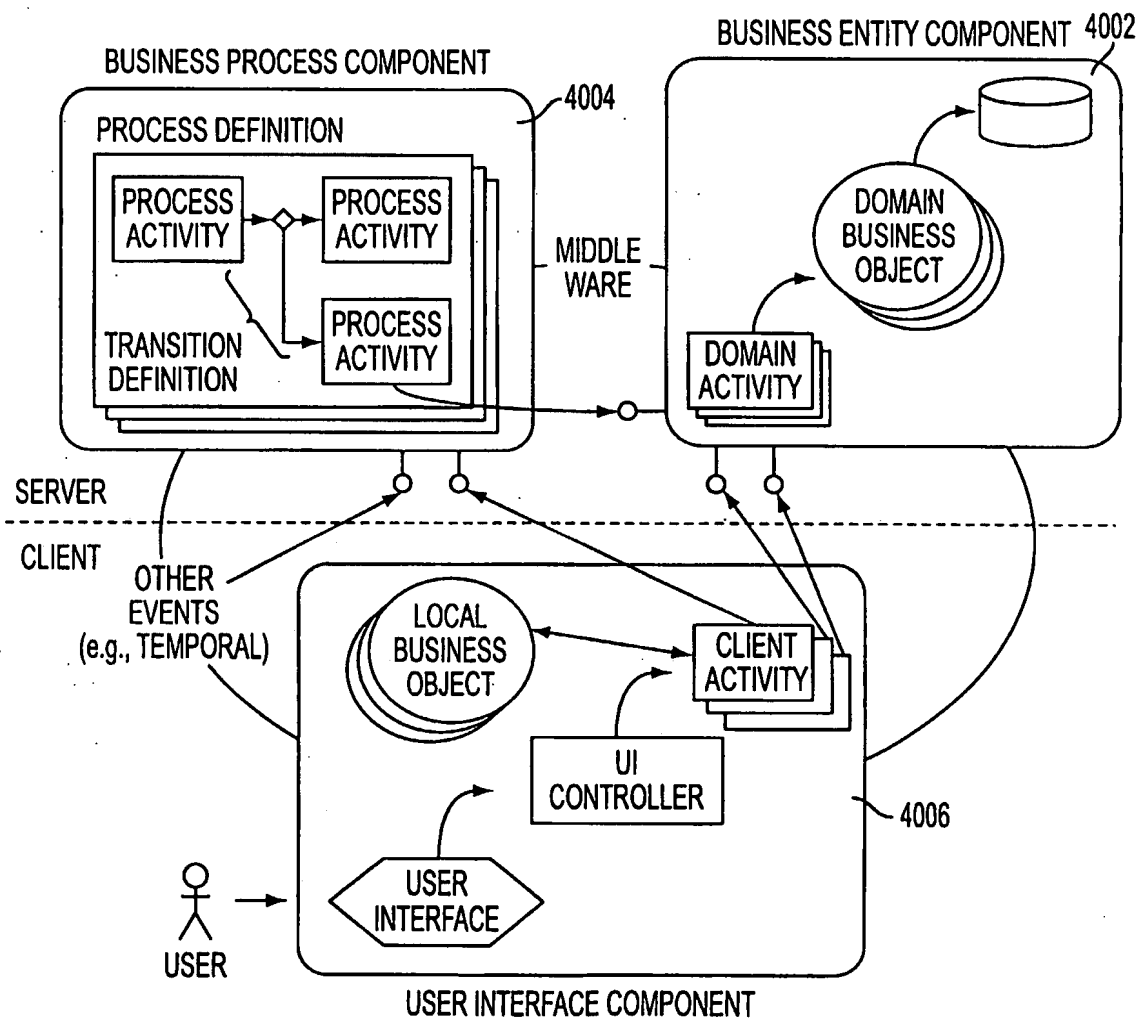 BUSINESS PROCESS COMPONENT
4004
PROCESS DEFINITION
PROCESS
ACTIVITY
PROCESS
ACTIVITY
PROCESS
ACTIVITY
TRANSITION
DEFINITION
MIDDLE
WARE
BUSINESS ENTITY COMPONENT
4002
DOMAIN
BUSINESS
OBJECT
DOMAIN
ACTIVITY
SERVER
CLIENT
OTHER
EVENTS
(e.g., TEMPORAL)
LOCAL
BUSINESS
OBJECT
CLIENT
ACTIVITY
UI
CONTROLLER
4006
USER
INTERFACE
USER
USER INTERFACE COMPONENT